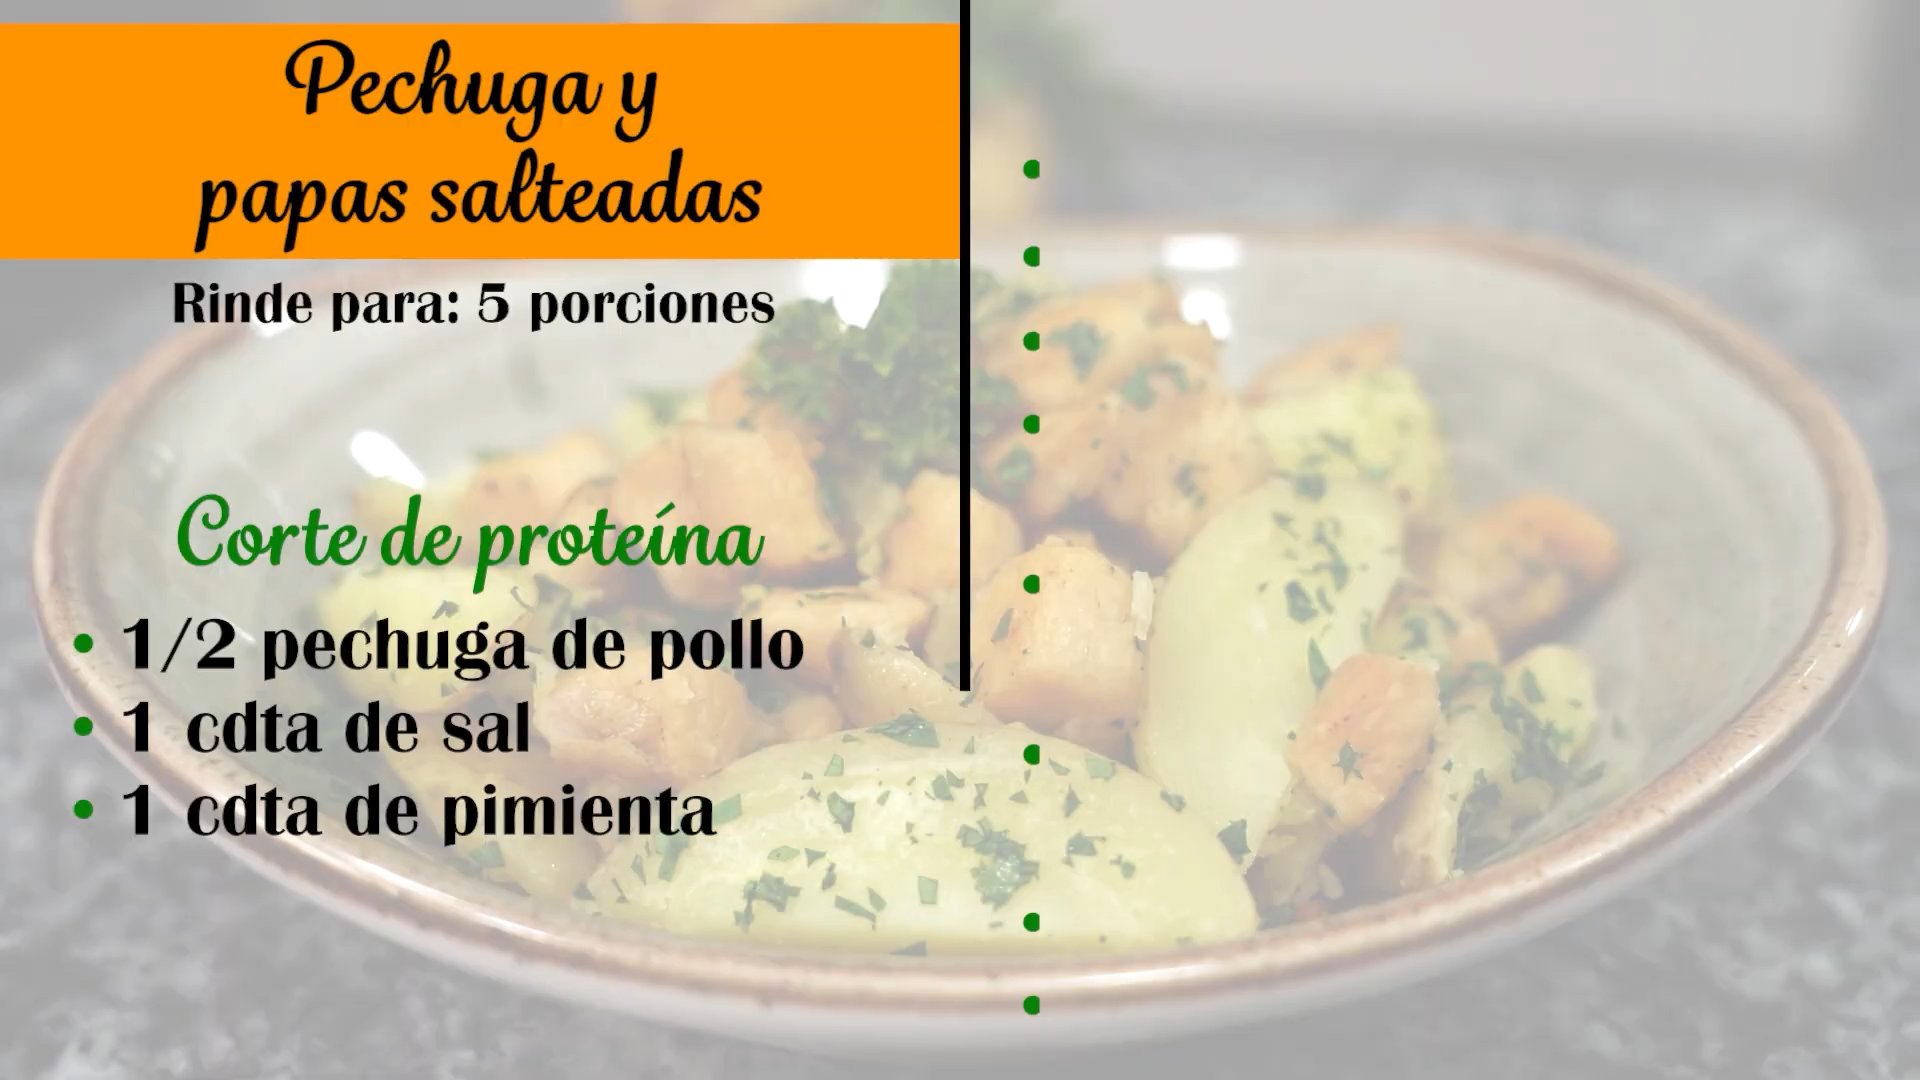 Pechuga y
papas salteadas
Rinde para: 5 porciones
Corte de proteína
• 1/2 pechuga de pollo
• 1 cdta de sal
• 1 cdta de pimienta